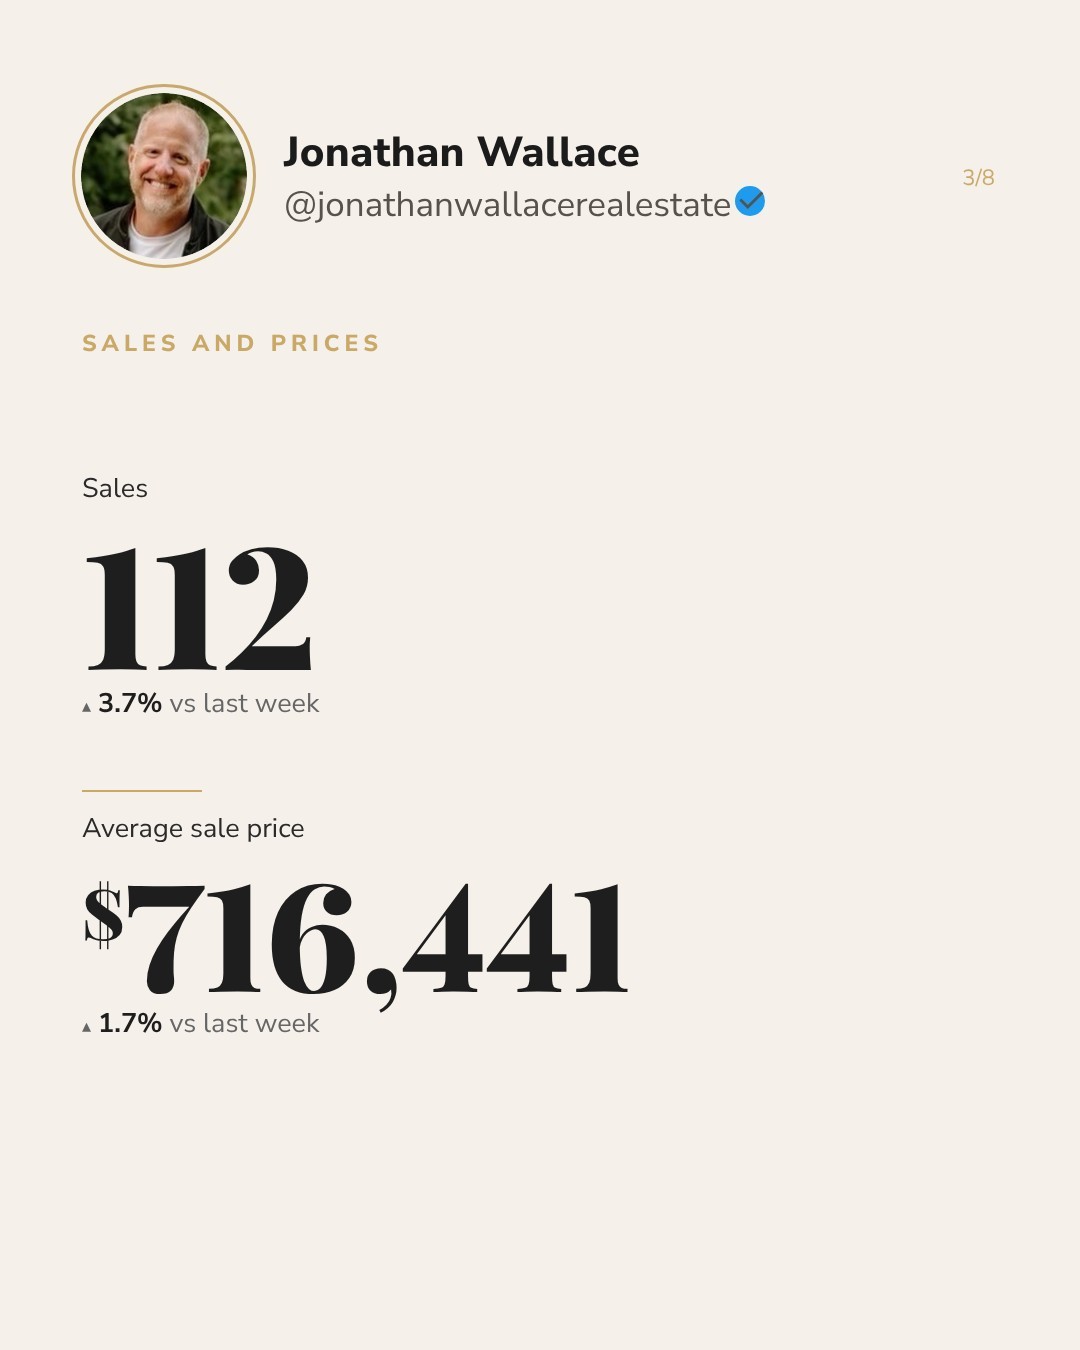 Jonathan Wallace
@jonathanwallacerealestate
3/8
SALES AND PRICES
Sales
112
▲ 3.7% vs last week
Average sale price
$716,441
▲ 1.7% vs last week